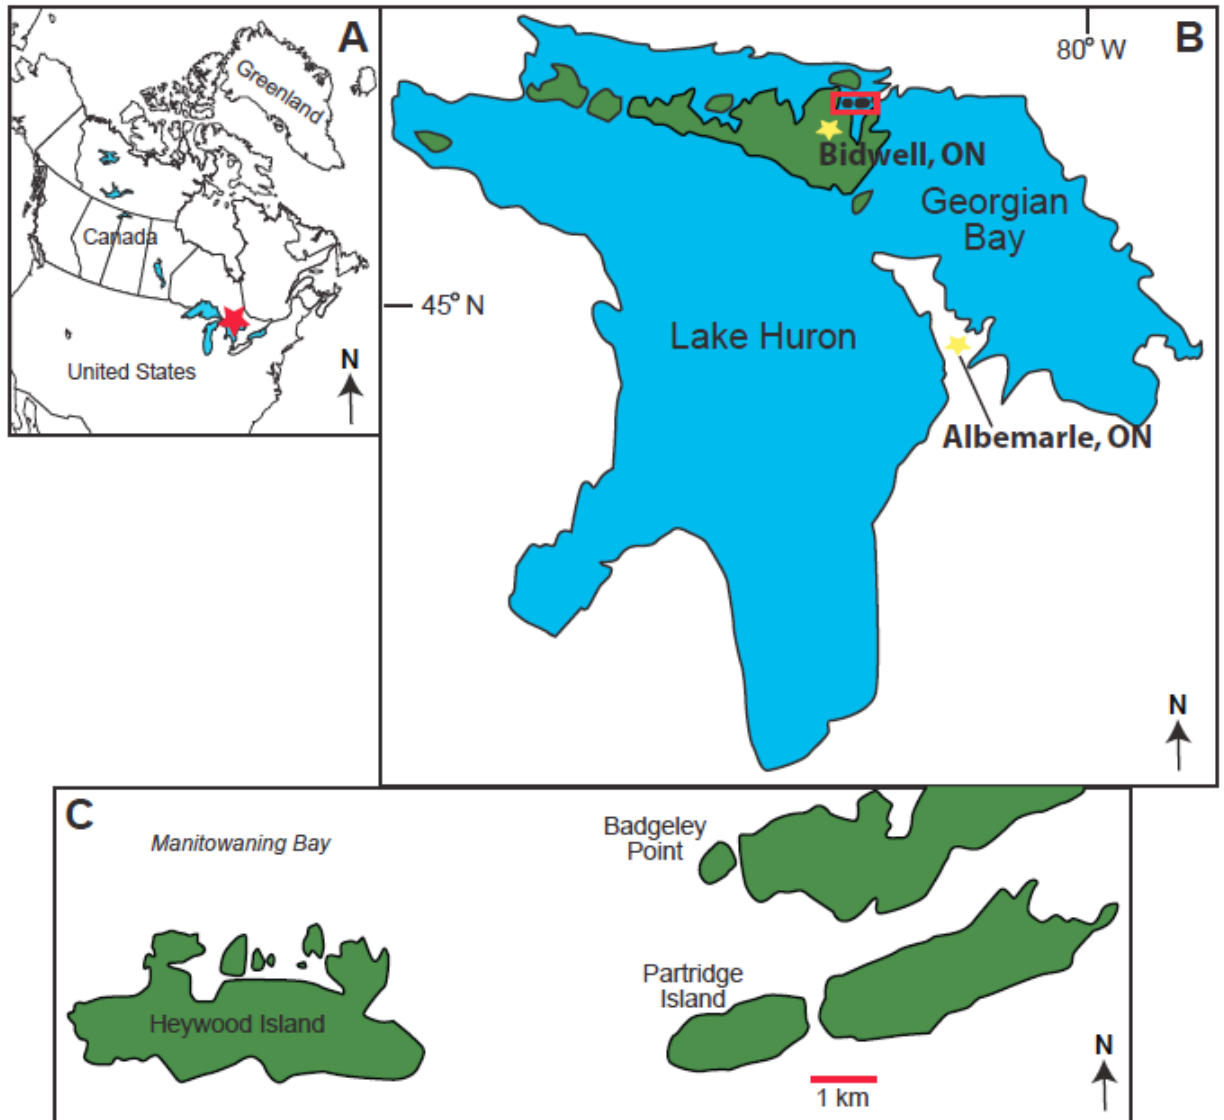 A
Greenland
Canada
United States
N
B
80° W
Bidwell, ON
Georgian
Bay
45° N
Lake Huron
Albemarle, ON
N
C
Manitowaning Bay
Badgeley
Point
Partridge
Island
Heywood Island
N
1 km